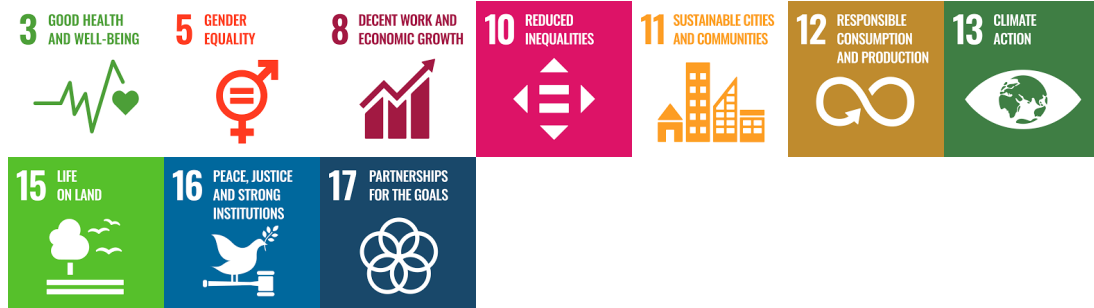 3 GOOD HEALTH
AND WELL-BEING
5 GENDER
EQUALITY
8 DECENT WORK AND
ECONOMIC GROWTH
10 REDUCED
INEQUALITIES
11 SUSTAINABLE CITIES
AND COMMUNITIES
12 RESPONSIBLE
CONSUMPTION
AND PRODUCTION
13 CLIMATE
ACTION
15 LIFE
ON LAND
16 PEACE, JUSTICE
AND STRONG
INSTITUTIONS
17 PARTNERSHIPS
FOR THE GOALS